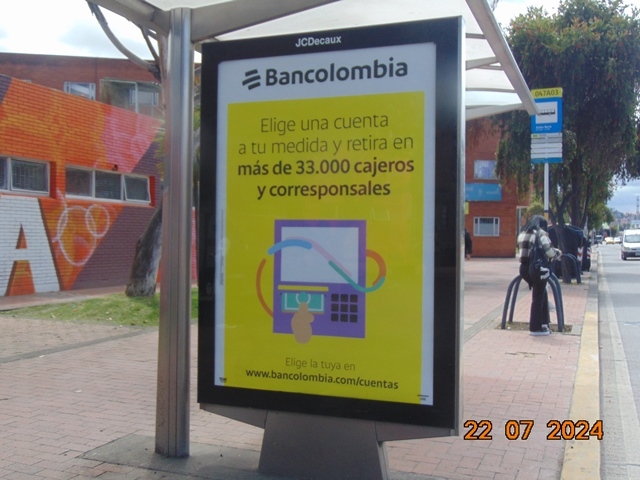 JCDecaux
Bancolombia
Elige una cuenta
a tu medida y retira en
más de 33.000 cajeros
y corresponsales
Elige la tuya en
www.bancolombia.com/cuentas
047A03
A
22 07 2024